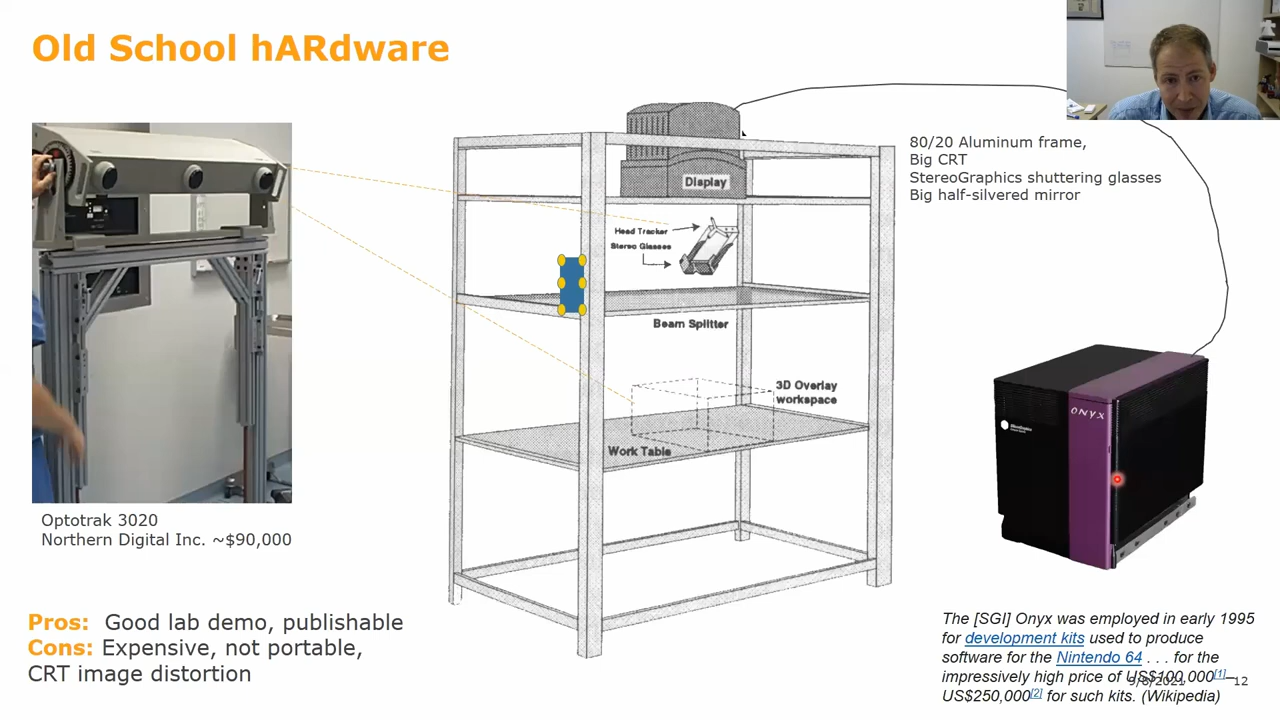 Old School hARdware
80/20 Aluminum frame,
Big CRT
StereoGraphics shuttering glasses
Big half-silvered mirror
Display
Head Tracker
Stereo Glasses
Beam Splitter
3D Overlay
workspace
Work Table
ONYX
Optotrak 3020
Northern Digital Inc. ~$90,000
Pros: Good lab demo, publishable
Cons: Expensive, not portable,
CRT image distortion
The [SGI] Onyx was employed in early 1995
for development kits used to produce
software for the Nintendo 64 . . . for the
impressively high price of US$100,000[1]–
US$250,000[2] for such kits. (Wikipedia)
12